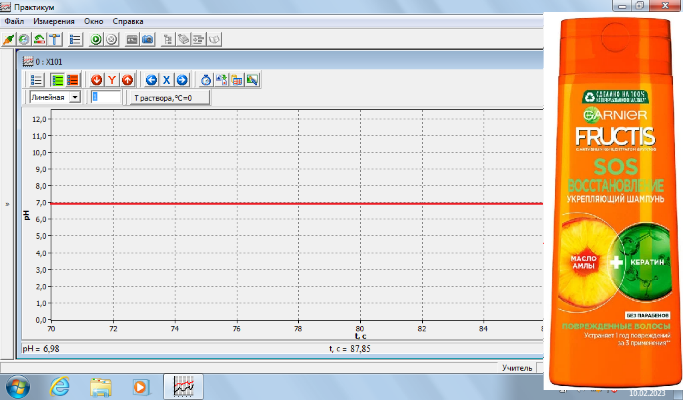 Практикум
Файл Измерения Окно Справка
0 : X101
Y X
Линейная 1 Т раствора,°С=0
12,0
11,0
10,0
9,0
8,0
7,0
6,0
5,0
4,0
3,0
2,0
1,0
0,0
pH
70 72 74 76 78 80 82 84
t, c
pH = 6,98 t, c = 87,85
Учитель
10.02.2023
СДЕЛАНО НА 100%
GARNIER
FRUCTIS
SOS
ВОССТАНОВЛЕНИЕ
УКРЕПЛЯЮЩИЙ ШАМПУНЬ
МАСЛО
АМЛЫ
+
КЕРАТИН
БЕЗ ПАРАБЕНОВ
ПОВРЕЖДЕННЫЕ ВОЛОСЫ
Устраняет 1 год повреждений
за 3 применения**